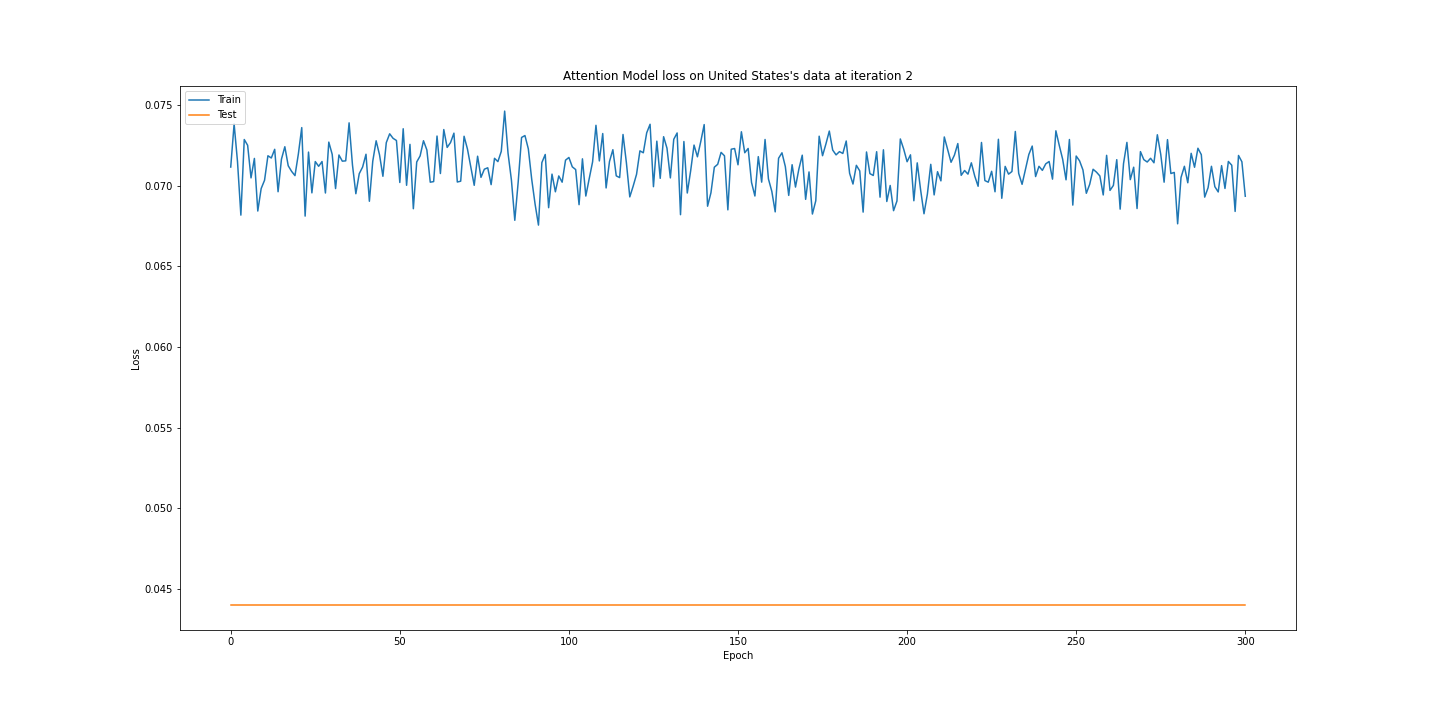 Attention Model loss on United States's data at iteration 2
Train
Test
0.075
0.070
0.065
0.060
0.055
0.050
0.045
Loss
0 50 100 150 200 250 300
Epoch